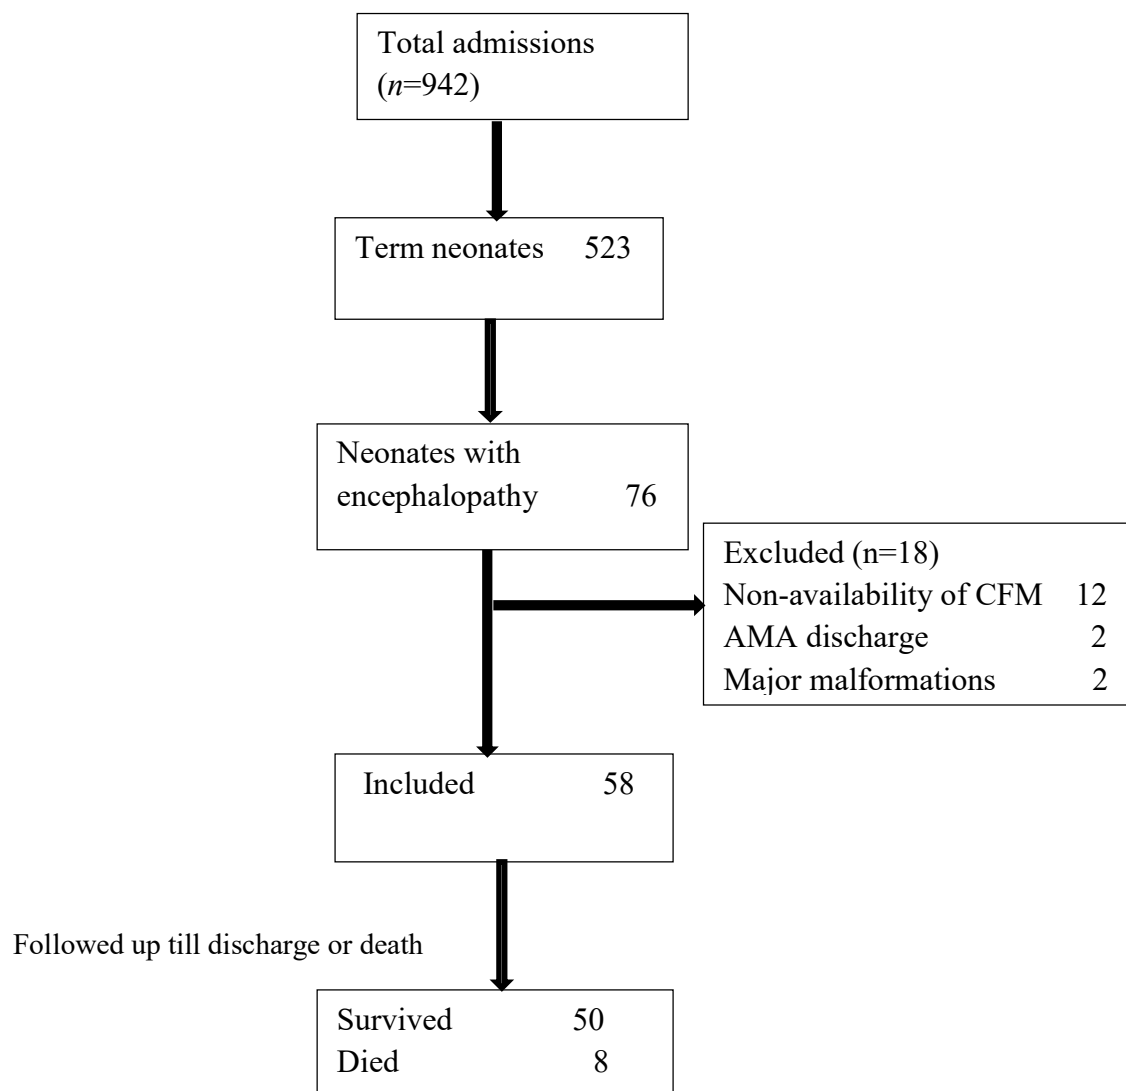 Total admissions
(n=942)
Term neonates 523
Neonates with
encephalopathy 76
Excluded (n=18)
Non-availability of CFM 12
AMA discharge 2
Major malformations 2
Included 58
Followed up till discharge or death
Survived 50
Died 8